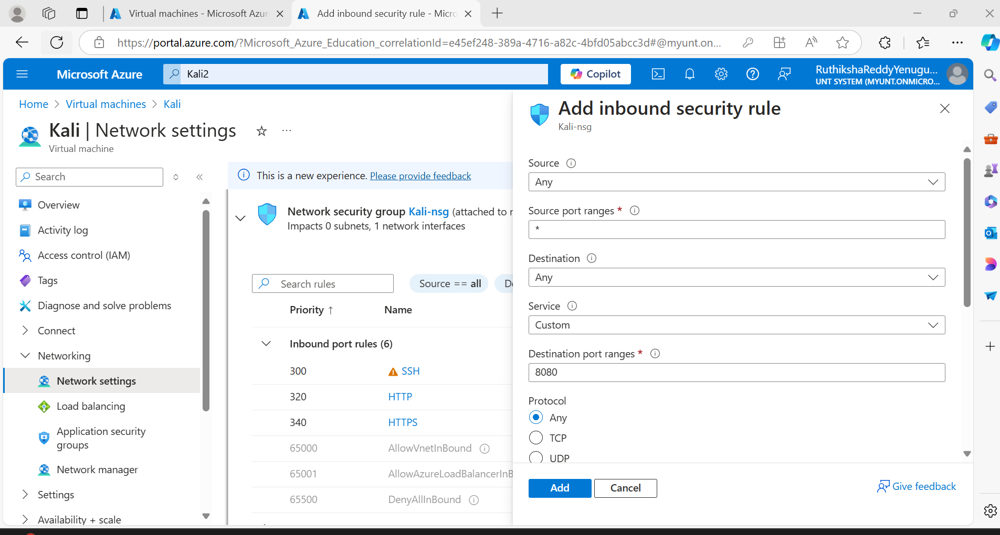 Virtual machines - Microsoft Azur
Add inbound security rule - Micro
https://portal.azure.com/?Microsoft_Azure_Education_correlationId=e45ef248-389a-4716-a82c-4bfd05abcc3d#@myunt.on...
Microsoft Azure
Kali2
Copilot
RuthikshaReddyYenugu...
UNT SYSTEM (MYUNT.ONMICRO...
Home > Virtual machines > Kali
Kali | Network settings
Virtual machine
Search
Overview
Activity log
Access control (IAM)
Tags
Diagnose and solve problems
Connect
Networking
Network settings
Load balancing
Application security
groups
Network manager
Settings
Availability + scale
This is a new experience. Please provide feedback
Network security group Kali-nsg (attached to
Impacts 0 subnets, 1 network interfaces
Search rules
Source == all
Priority ↑ Name
Inbound port rules (6)
300 SSH
320 HTTP
340 HTTPS
65000 AllowVnetInBound
65001 AllowAzureLoadBalancerInB
65500 DenyAllInBound
Add inbound security rule
Kali-nsg
Source
Any
Source port ranges *
*
Destination
Any
Service
Custom
Destination port ranges *
8080
Protocol
Any
TCP
UDP
Add
Cancel
Give feedback